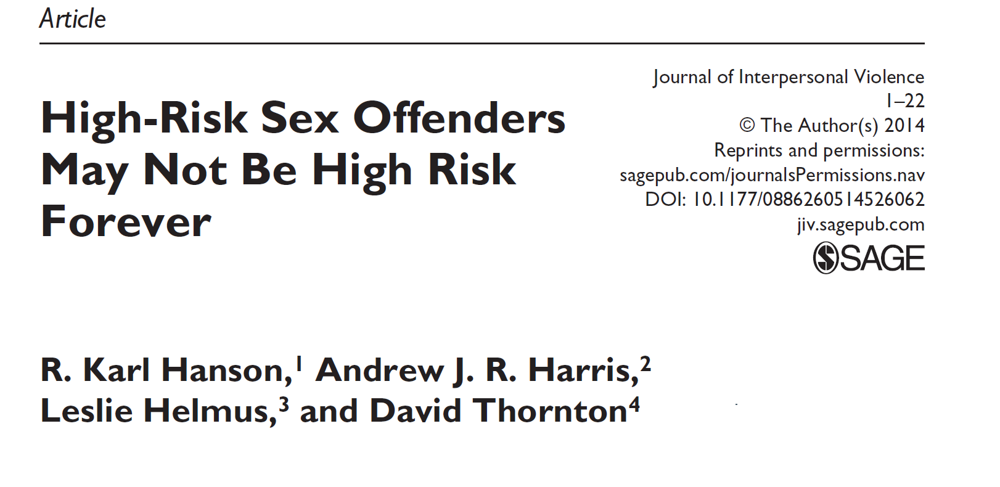 Article
High-Risk Sex Offenders
May Not Be High Risk
Forever
Journal of Interpersonal Violence
1–22
© The Author(s) 2014
Reprints and permissions:
sagepub.com/journalsPermissions.nav
DOI: 10.1177/0886260514526062
jiv.sagepub.com
SAGE
R. Karl Hanson,¹ Andrew J. R. Harris,²
Leslie Helmus,³ and David Thornton⁴